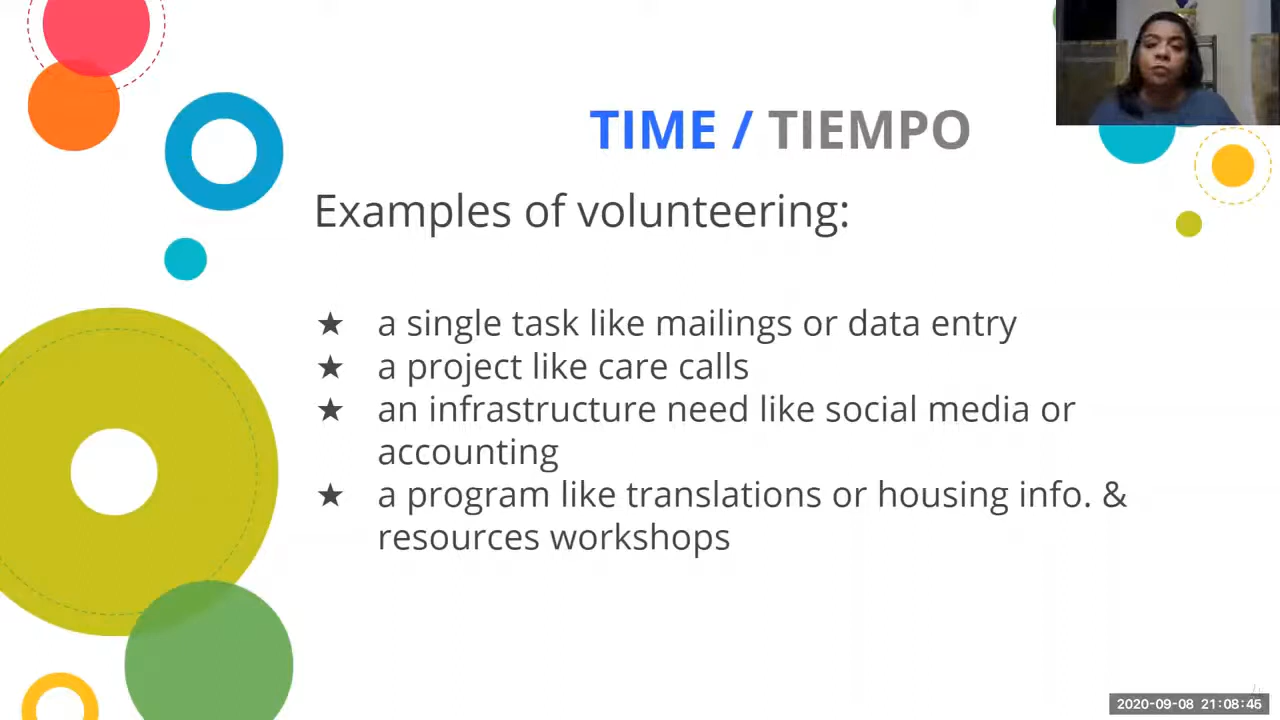 TIME / TIEMPO
Examples of volunteering:
★ a single task like mailings or data entry
★ a project like care calls
★ an infrastructure need like social media or
accounting
★ a program like translations or housing info. &
resources workshops
2020-09-08 21:08:46